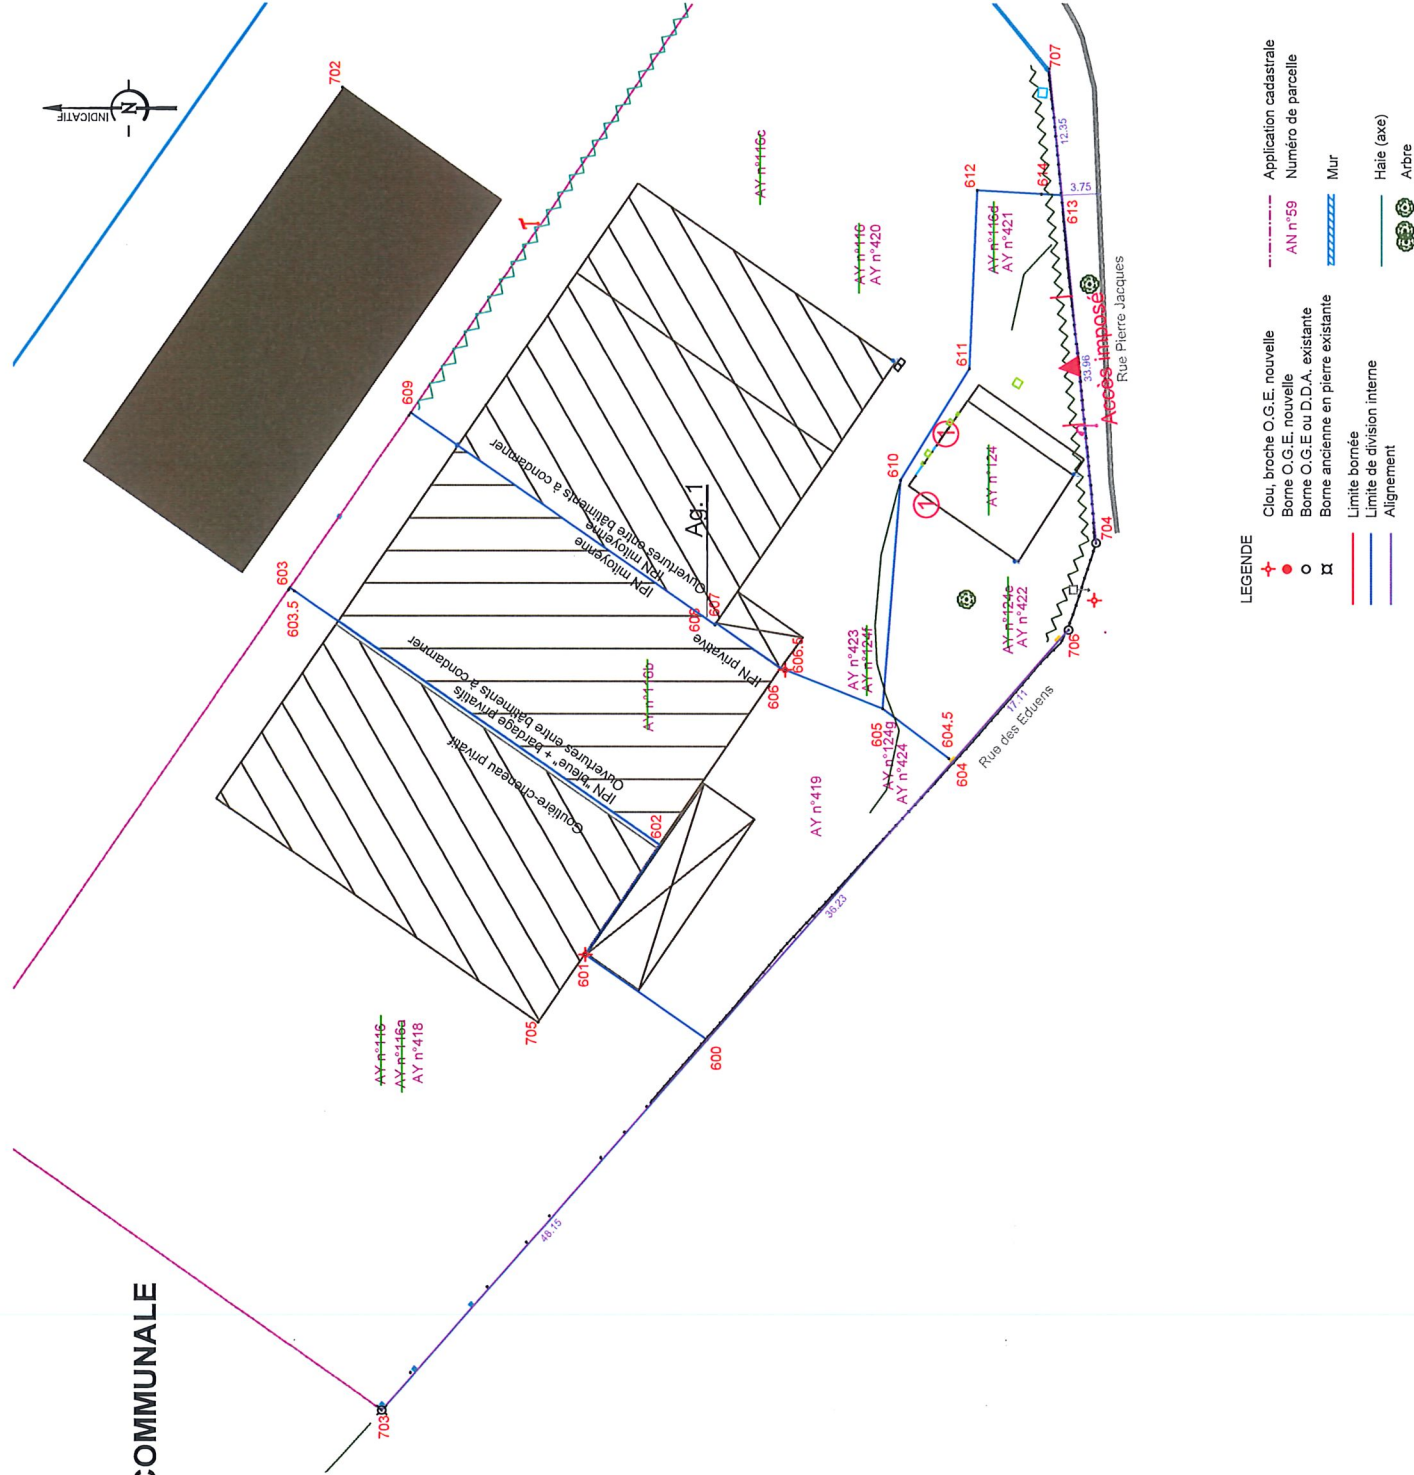 COMMUNALE
INDICATIF
N
702
1
609
603
603.5
AY n°116c
AY n°116
AY n°420
612
614
707
12.35
3.75
613
AY n°116d
AY n°421
611
610
1
1
AY n°124
33.96
Accès imposé
Rue Pierre Jacques
704
706
AY n°124e
AY n°422
AY n°423
AY n°124f
605
AY n°124g
AY n°424
604.5
604
17.11
Rue des Eduens
Ouvertures entre bâtiments à condamner
IPN mitoyenne
IPN mitoyenne
Ag. 1
608
607
IPN privative
606.5
606
AY n°116b
Ouvertures entre bâtiments à condamner
IPN "bleue" + bardage privatifs
Goutière-cheneau privatif
602
AY n°419
601
705
600
36.23
AY n°116
AY n°116a
AY n°418
48.15
703
LEGENDE
Clou, broche O.G.E. nouvelle
Borne O.G.E. nouvelle
Borne O.G.E ou D.D.A. existante
Borne ancienne en pierre existante
Limite bornée
Limite de division interne
Alignement
Application cadastrale
AN n°59 Numéro de parcelle
Mur
Haie (axe)
Arbre